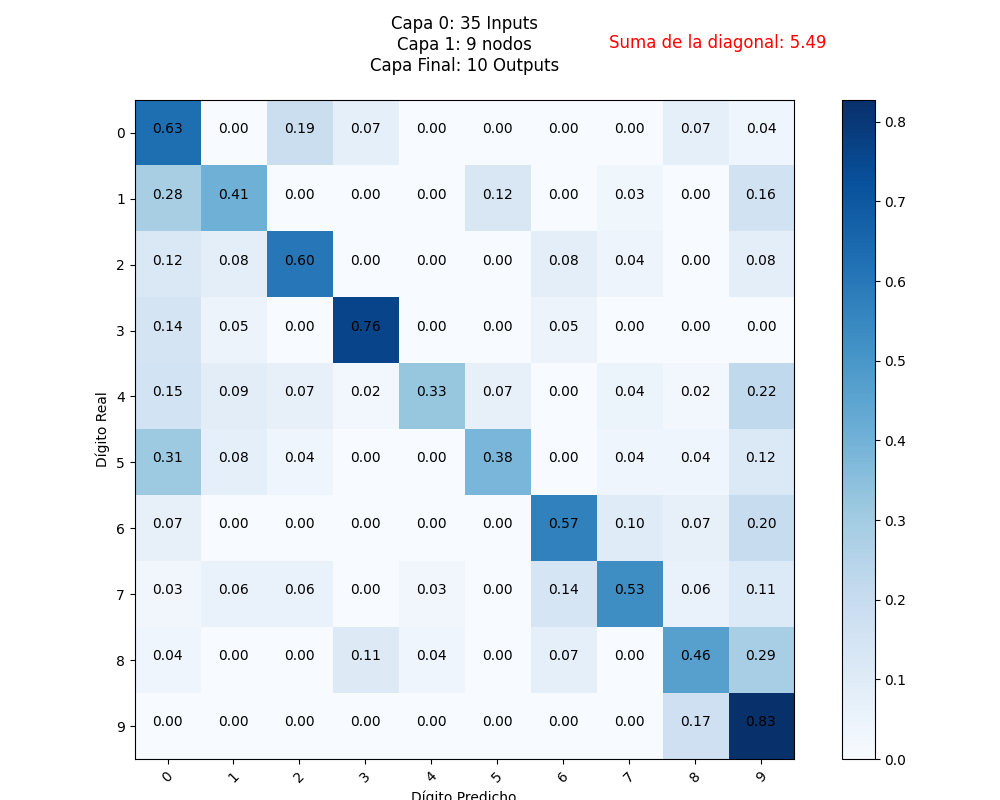 Capa 0: 35 Inputs
Capa 1: 9 nodos
Capa Final: 10 Outputs
Suma de la diagonal: 5.49
0 0.63 0.00 0.19 0.07 0.00 0.00 0.00 0.00 0.07 0.04
1 0.28 0.41 0.00 0.00 0.00 0.12 0.00 0.03 0.00 0.16
2 0.12 0.08 0.60 0.00 0.00 0.00 0.08 0.04 0.00 0.08
3 0.14 0.05 0.00 0.76 0.00 0.00 0.05 0.00 0.00 0.00
4 0.15 0.09 0.07 0.02 0.33 0.07 0.00 0.04 0.02 0.22
5 0.31 0.08 0.04 0.00 0.00 0.38 0.00 0.04 0.04 0.12
6 0.07 0.00 0.00 0.00 0.00 0.00 0.57 0.10 0.07 0.20
7 0.03 0.06 0.06 0.00 0.03 0.00 0.14 0.53 0.06 0.11
8 0.04 0.00 0.00 0.11 0.04 0.00 0.07 0.00 0.46 0.29
9 0.00 0.00 0.00 0.00 0.00 0.00 0.00 0.00 0.17 0.83
0 1 2 3 4 5 6 7 8 9
Dígito Real
Dígito Predicho
0.8
0.7
0.6
0.5
0.4
0.3
0.2
0.1
0.0